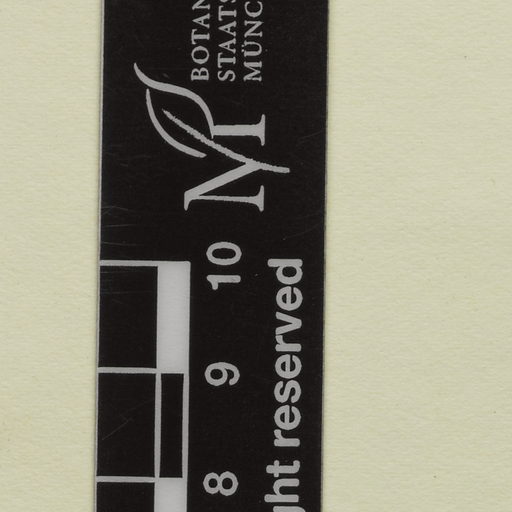 BOTAN
STAATS
MÜNC
M
10
9
8
ght reserved